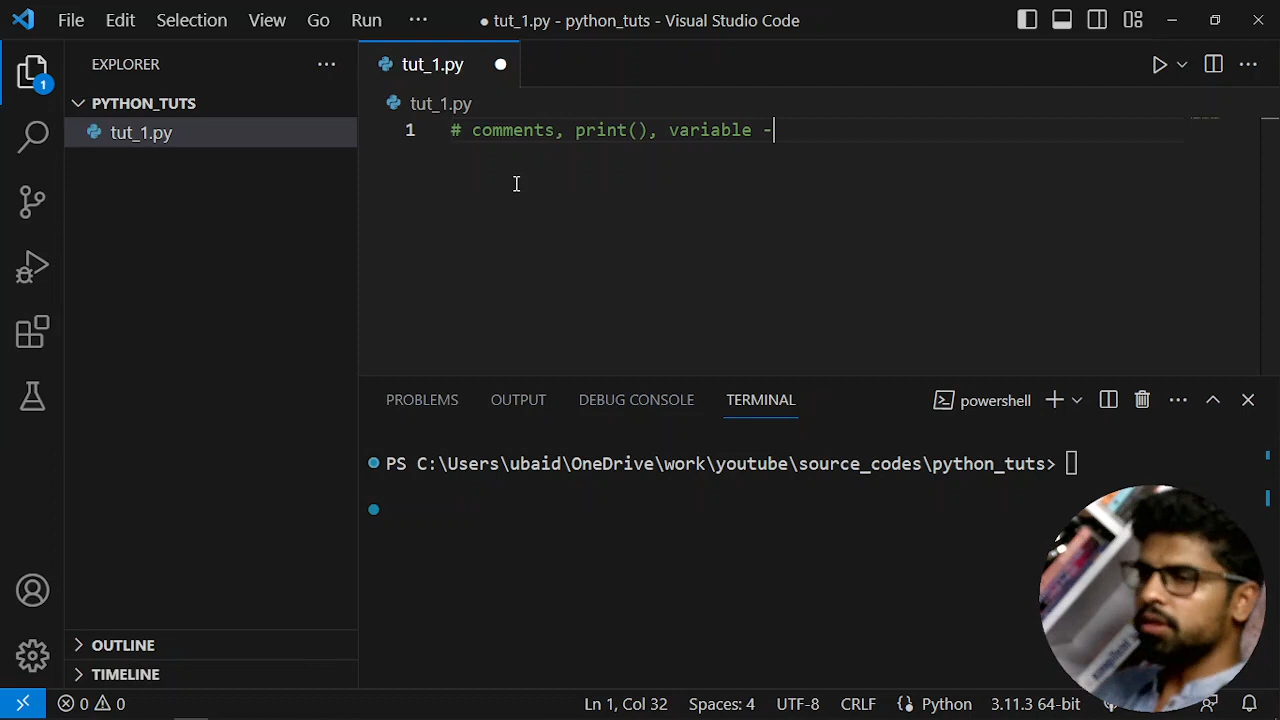 File Edit Selection View Go Run ··· ● tut_1.py - python_tuts - Visual Studio Code
EXPLORER ···
tut_1.py ●
1
PYTHON_TUTS
tut_1.py
tut_1.py
1 # comments, print(), variable -
PROBLEMS OUTPUT DEBUG CONSOLE TERMINAL powershell
PS C:\Users\ubaid\OneDrive\work\youtube\source_codes\python_tuts>
OUTLINE
TIMELINE
0 0 Ln 1, Col 32 Spaces: 4 UTF-8 CRLF Python 3.11.3 64-bit